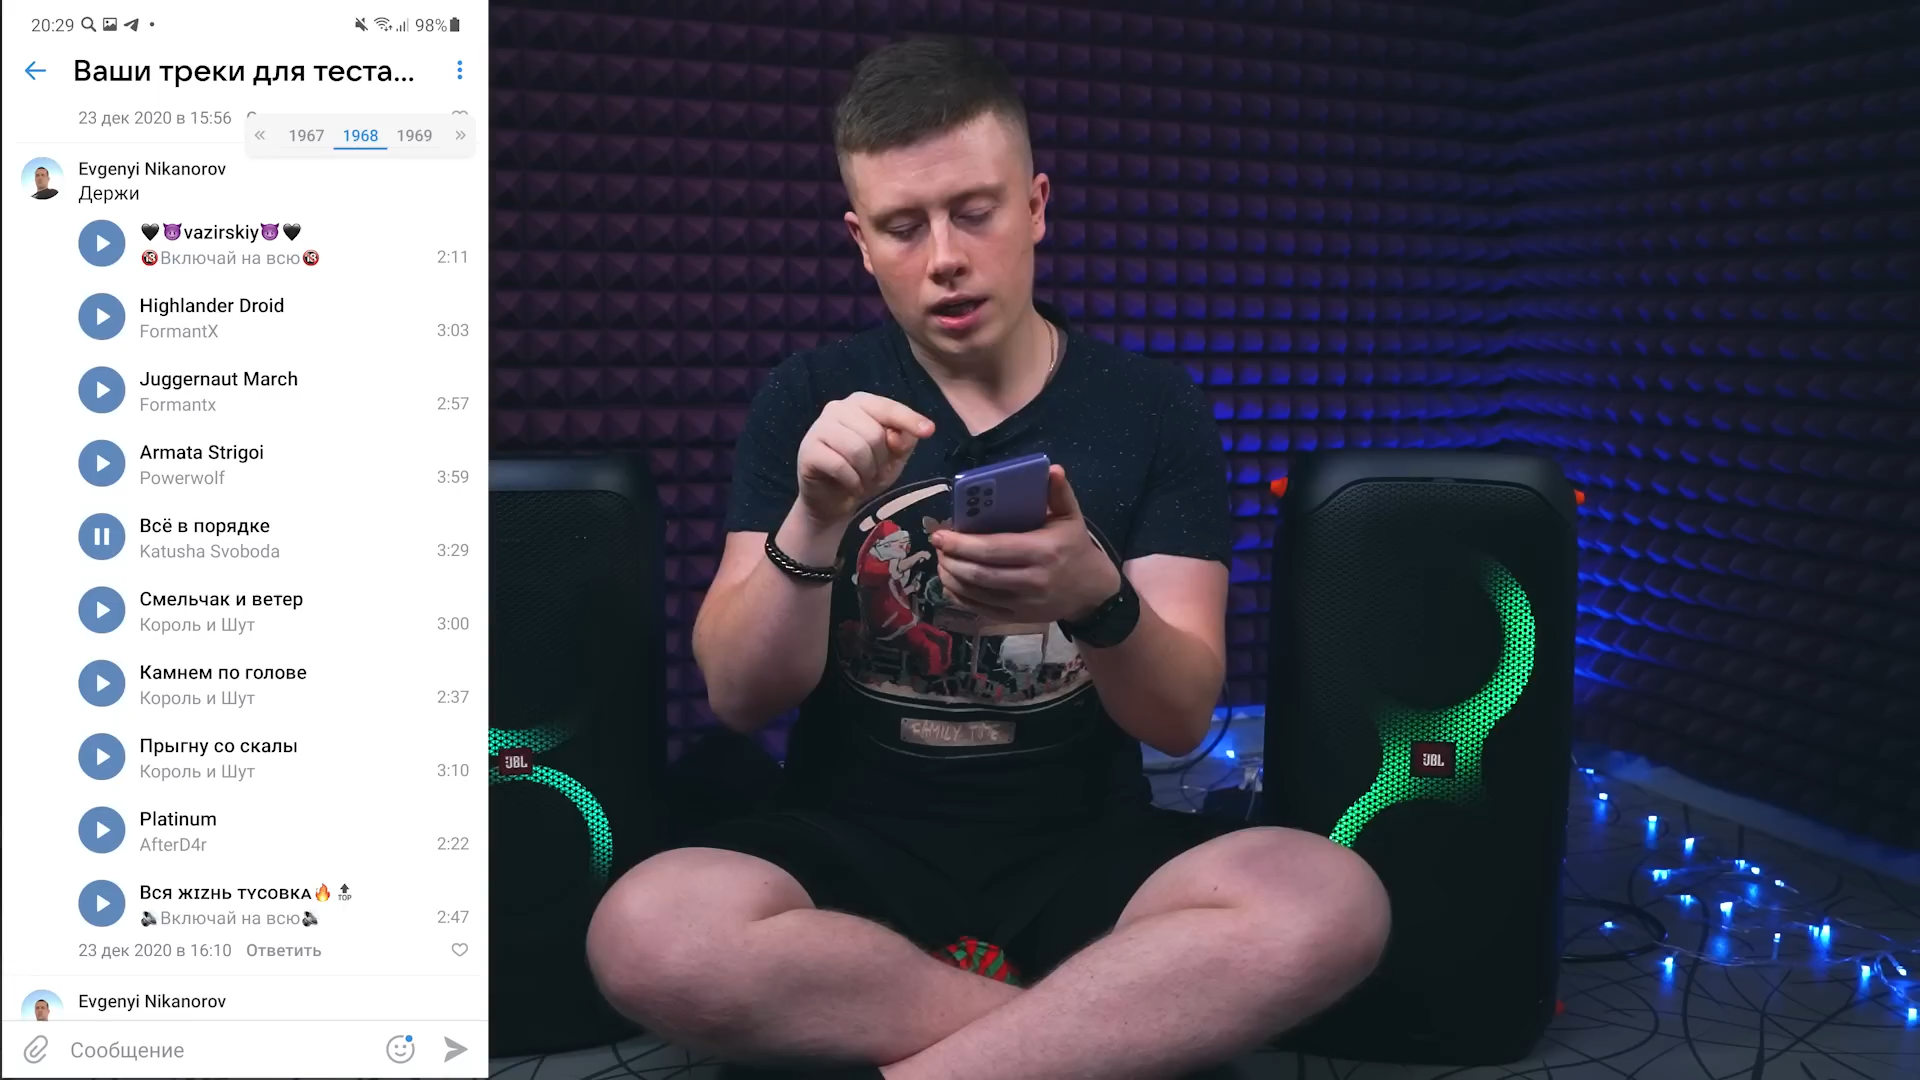 20:29
98%
Ваши треки для теста...
23 дек 2020 в 15:56
« 1967 1968 1969 »
Evgenyi Nikanorov
Держи
🖤😈vazirskiy😈🖤
🔞Включай на всю🔞
2:11
Highlander Droid
FormantX
3:03
Juggernaut March
Formantx
2:57
Armata Strigoi
Powerwolf
3:59
Всё в порядке
Katusha Svoboda
3:29
Смельчак и ветер
Король и Шут
3:00
Камнем по голове
Король и Шут
2:37
Прыгну со скалы
Король и Шут
3:10
Platinum
AfterD4r
2:22
Вся жızнь тʏсовкᴀ🔥🔝
🔊Включай на всю🔊
2:47
23 дек 2020 в 16:10 Ответить
Evgenyi Nikanorov
Сообщение
FAMILY TIME
JBL
JBL